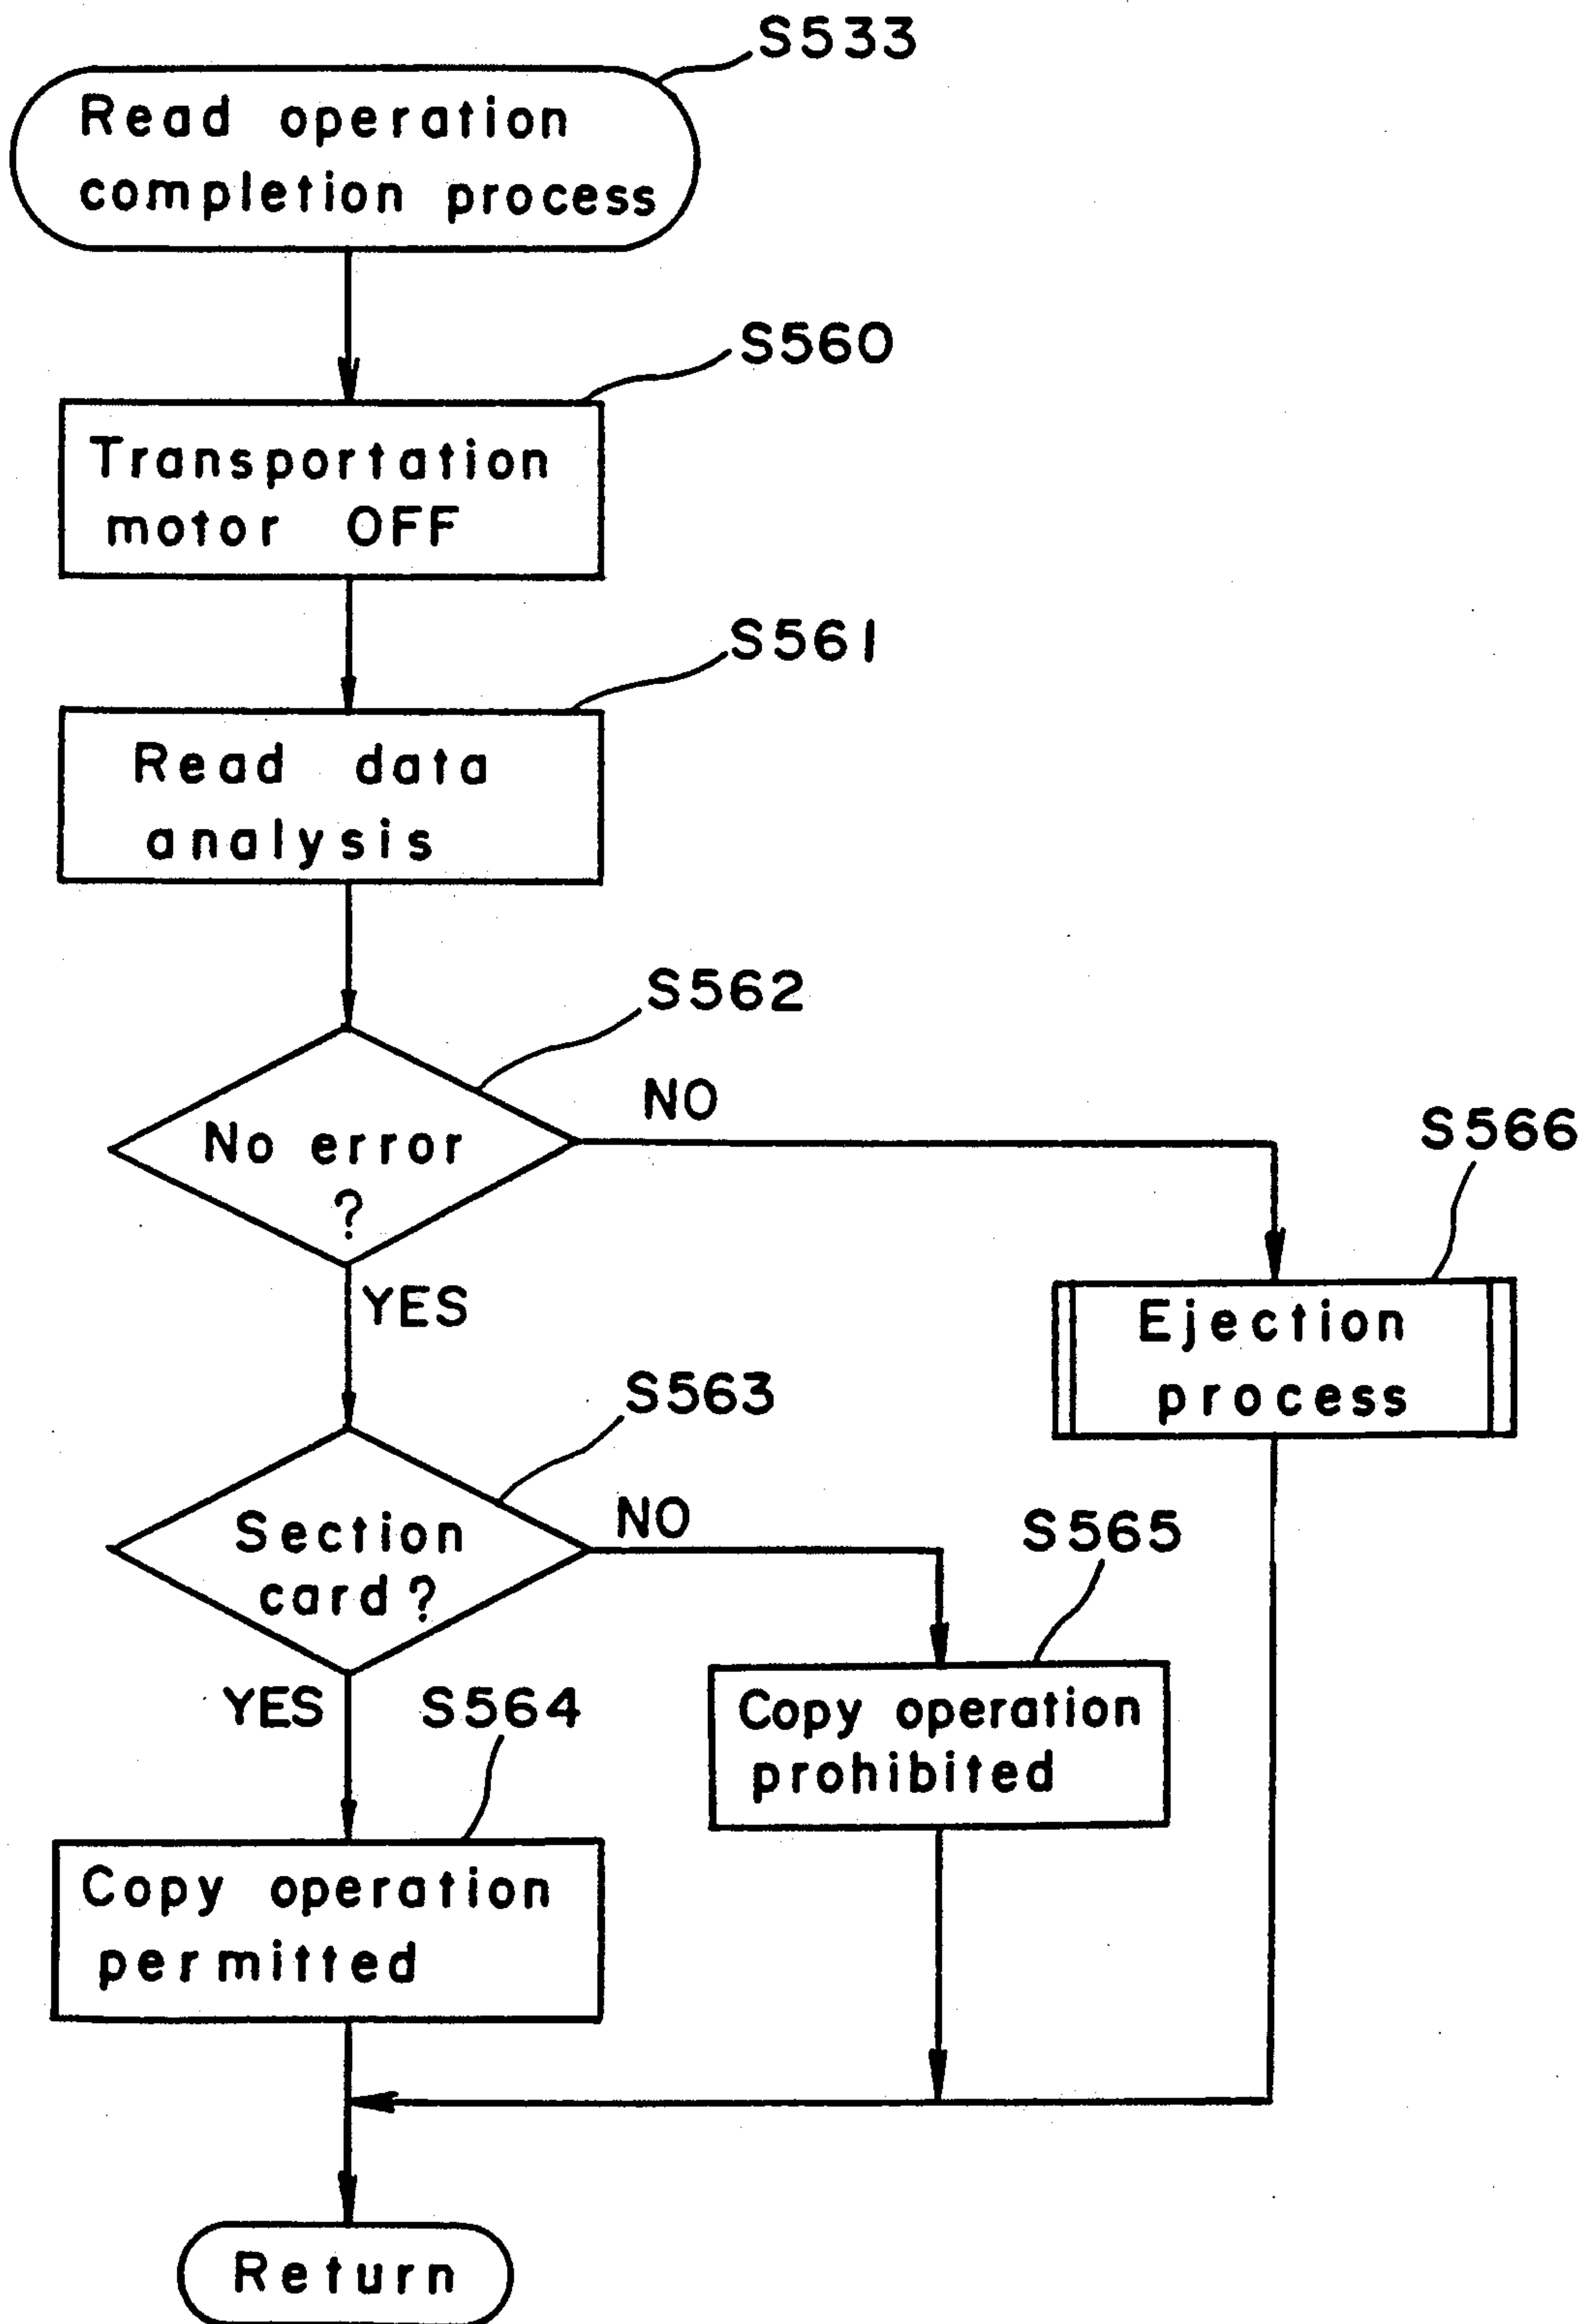 S533
Read operation
completion process
S560
Transportation
motor OFF
S561
Read data
analysis
S562
No error
?
NO
YES
S566
Ejection
process
S563
Section
card?
NO
YES
S565
Copy operation
prohibited
S564
Copy operation
permitted
Return